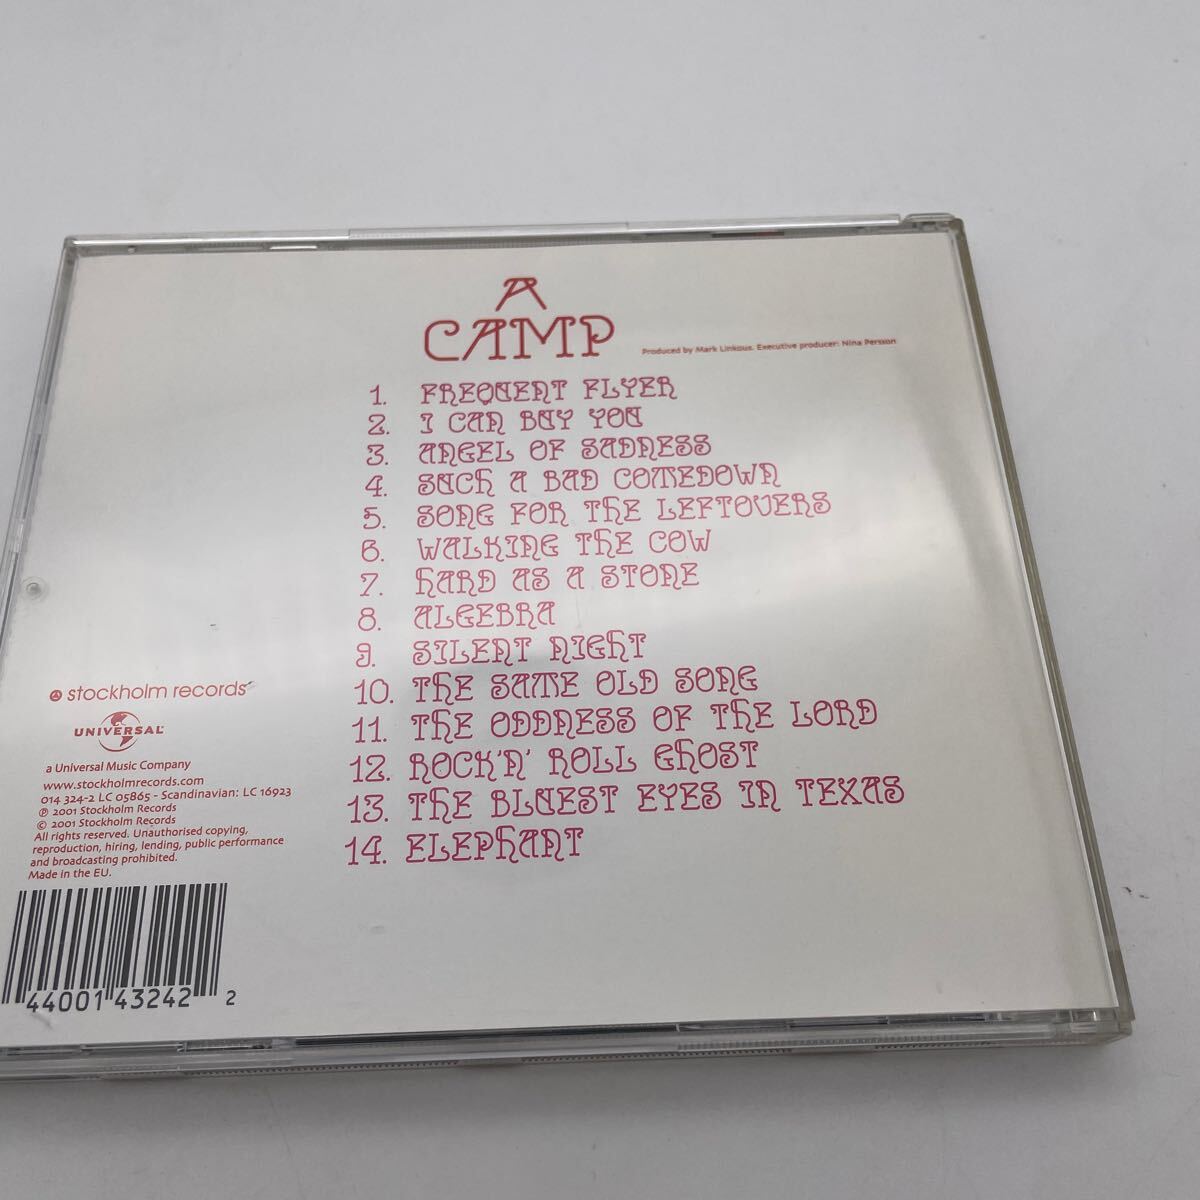 A
CAMP
Produced by Mark Linkous. Executive producer: Nina Persson
1. FREQUENT FLYER
2. I CAN BUY YOU
3. ANGEL OF SADNESS
4. SUCH A BAD COMEDOWN
5. SONG FOR THE LEFTOVERS
6. WALKING THE COW
7. HARD AS A STONE
8. ALGEBRA
9. SILENT NIGHT
10. THE SAME OLD SONG
11. THE ODDNESS OF THE LORD
12. ROCK'N' ROLL GHOST
13. THE BLUEST EYES IN TEXAS
14. ELEPHANT
stockholm records
UNIVERSAL
a Universal Music Company
www.stockholmrecords.com
014 324-2 LC 05865 - Scandinavian: LC 16923
℗ 2001 Stockholm Records
© 2001 Stockholm Records
All rights reserved. Unauthorised copying,
reproduction, hiring, lending, public performance
and broadcasting prohibited.
Made in the EU.
44001 43242 2